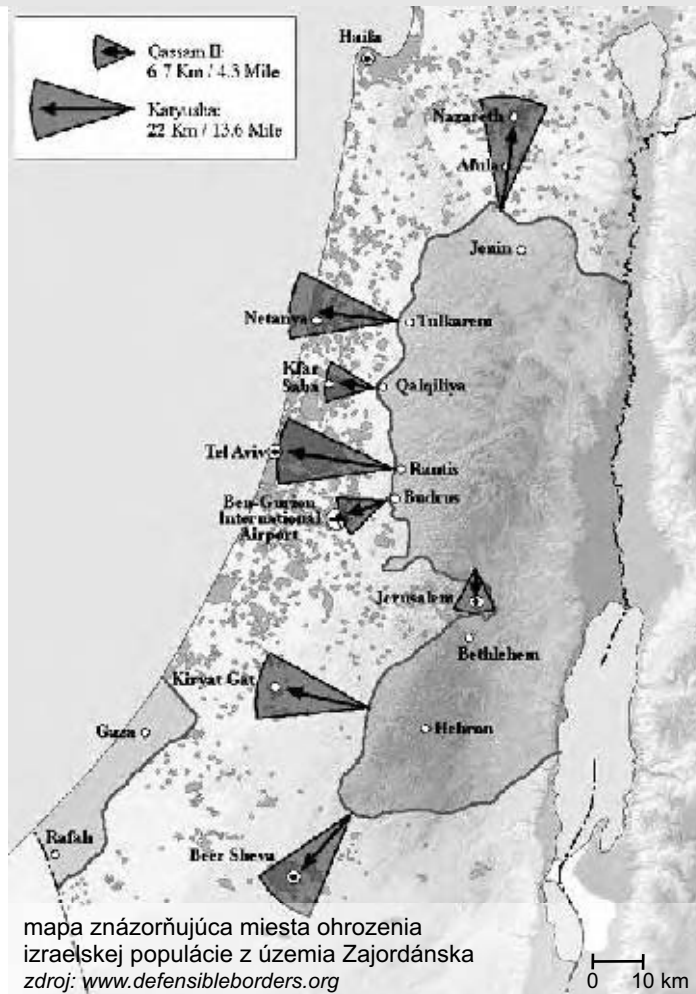 Qassam II:
6.7 Km / 4.3 Mile
Katyusha:
22 Km / 13.6 Mile
Haifa
Nazareth
Afula
Jenin
Netanya
Tulkarem
Kfar
Saba
Qalqiliya
Tel Aviv
Rantis
Budrus
Ben-Gurion
International
Airport
Jerusalem
Bethlehem
Kiryat Gat
Gaza
Hebron
Rafah
Beer Sheva
mapa znázorňujúca miesta ohrozenia
izraelskej populácie z územia Zajordánska
zdroj: www.defensibleborders.org
0 10 km